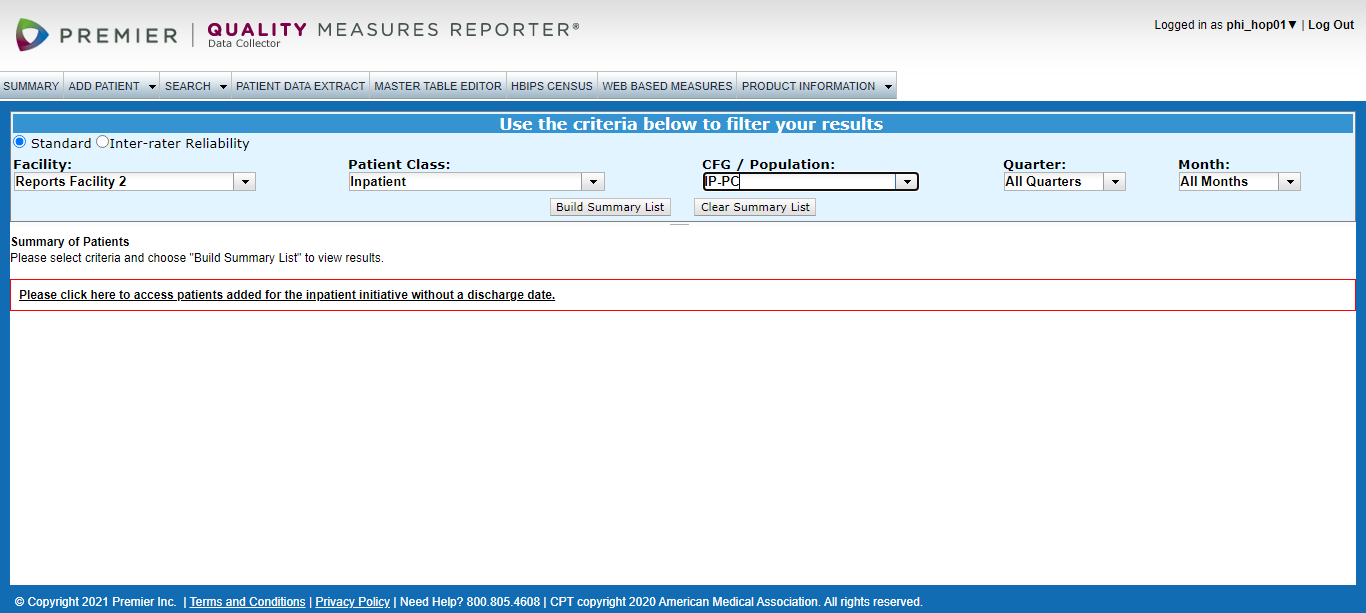 PREMIER | QUALITY MEASURES REPORTER®
Data Collector
Logged in as phi_hop01▼ | Log Out
SUMMARY ADD PATIENT SEARCH PATIENT DATA EXTRACT MASTER TABLE EDITOR HBIPS CENSUS WEB BASED MEASURES PRODUCT INFORMATION
Use the criteria below to filter your results
Standard Inter-rater Reliability
Facility: Patient Class: CFG / Population: Quarter: Month:
Reports Facility 2 Inpatient IP-PC All Quarters All Months
Build Summary List Clear Summary List
Summary of Patients
Please select criteria and choose "Build Summary List" to view results.
Please click here to access patients added for the inpatient initiative without a discharge date.
© Copyright 2021 Premier Inc. | Terms and Conditions | Privacy Policy | Need Help? 800.805.4608 | CPT copyright 2020 American Medical Association. All rights reserved.